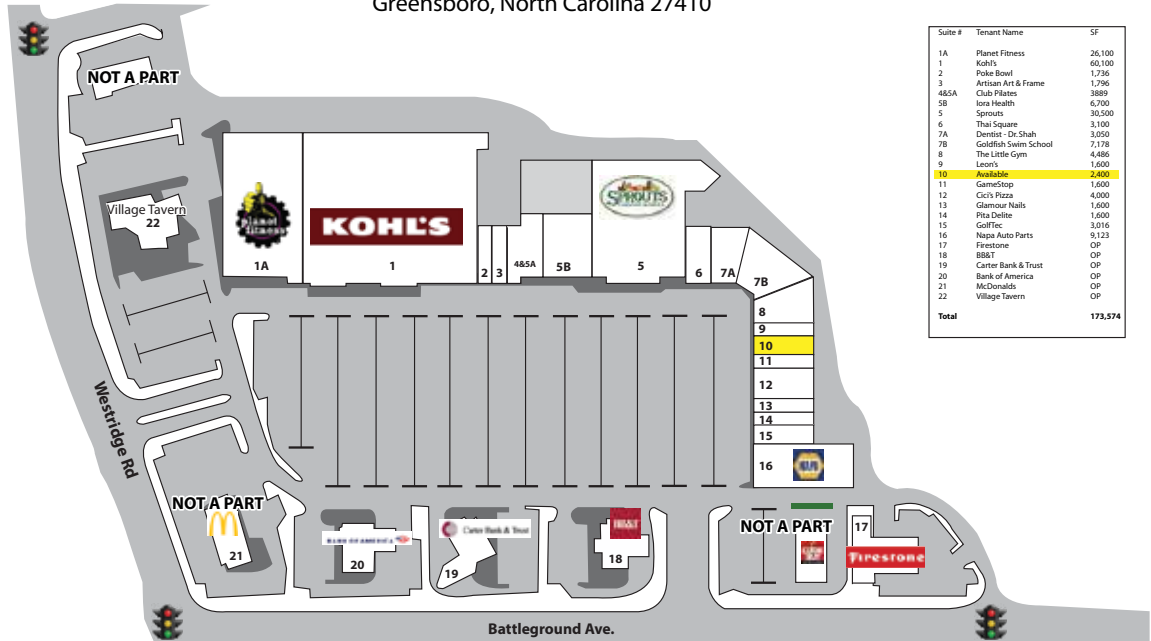 Greensboro, North Carolina 27410
Suite # Tenant Name SF
1A Planet Fitness 26,100
1 Kohl's 60,100
2 Poke Bowl 1,736
3 Artisan Art & Frame 1,796
4&5A Club Pilates 3889
5B Iora Health 6,700
5 Sprouts 30,500
6 Thai Square 3,100
7A Dentist - Dr. Shah 3,050
7B Goldfish Swim School 7,178
8 The Little Gym 4,486
9 Leon's 1,600
10 Available 2,400
11 GameStop 1,600
12 Cici's Pizza 4,000
13 Glamour Nails 1,600
14 Pita Delite 1,600
15 GolfTec 3,016
16 Napa Auto Parts 9,123
17 Firestone OP
18 BB&T OP
19 Carter Bank & Trust OP
20 Bank of America OP
21 McDonalds OP
22 Village Tavern OP
Total 173,574
NOT A PART
Village Tavern
22
planet fitness
1A
KOHL'S
1
2
3
4&5A
5B
SPROUTS
5
6
7A
7B
8
9
10
11
12
13
14
15
16
NAPA
Westridge Rd
NOT A PART
21
BANK OF AMERICA
20
Carter Bank & Trust
19
BB&T
18
NOT A PART
17
Firestone
Battleground Ave.